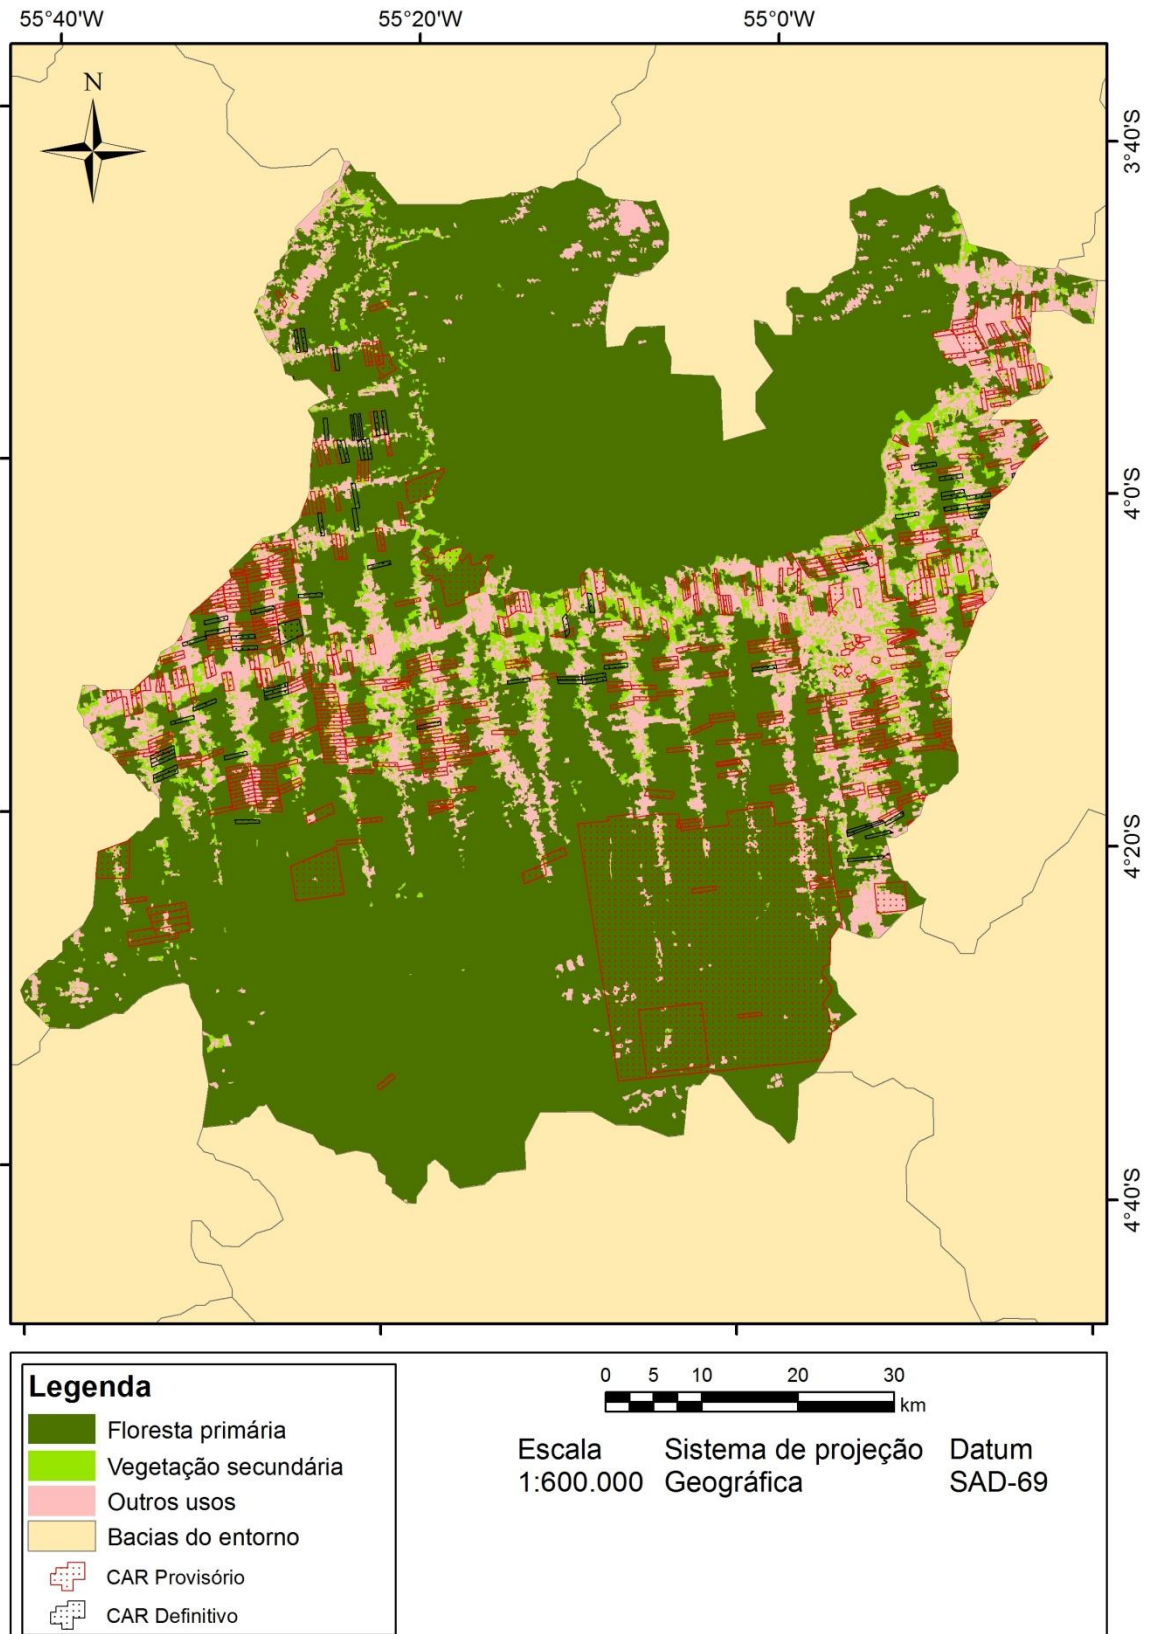 55°40'W 55°20'W 55°0'W
N
3°40'S
4°0'S
4°20'S
4°40'S
Legenda
Floresta primária
Vegetação secundária
Outros usos
Bacias do entorno
CAR Provisório
CAR Definitivo
0 5 10 20 30
km
Escala Sistema de projeção Datum
1:600.000 Geográfica SAD-69